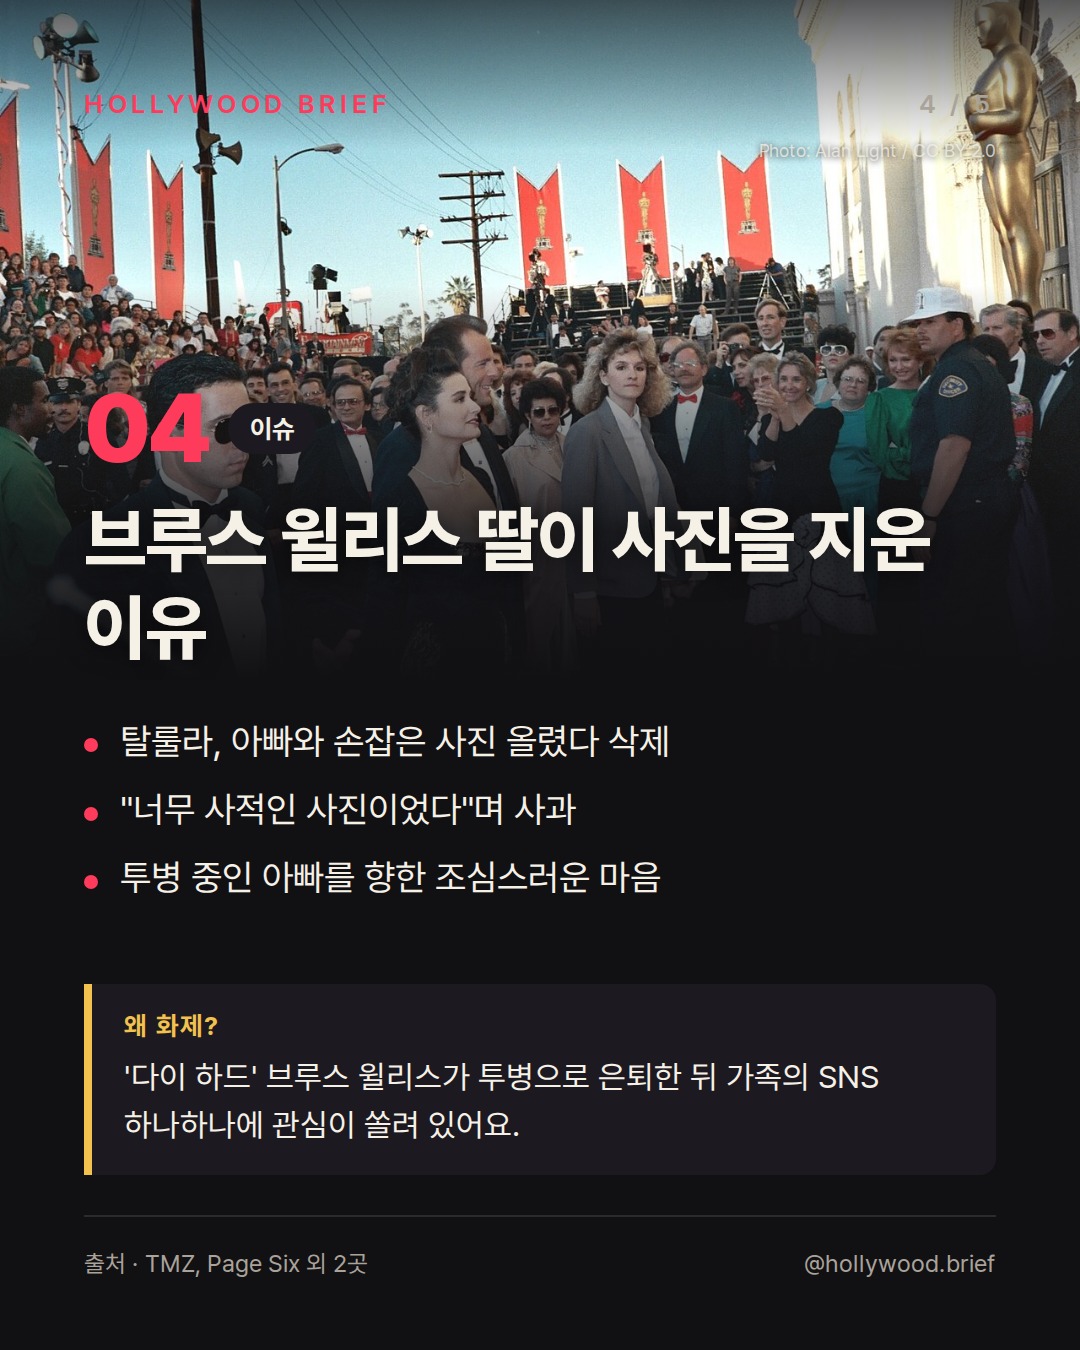 HOLLYWOOD BRIEF
4 / 5
Photo: Alan Light / CC BY 2.0
04
이슈
브루스 윌리스 딸이 사진을 지운
이유
탈룰라, 아빠와 손잡은 사진 올렸다 삭제
"너무 사적인 사진이었다"며 사과
투병 중인 아빠를 향한 조심스러운 마음
왜 화제?
'다이 하드' 브루스 윌리스가 투병으로 은퇴한 뒤 가족의 SNS
하나하나에 관심이 쏠려 있어요.
출처 · TMZ, Page Six 외 2곳
@hollywood.brief